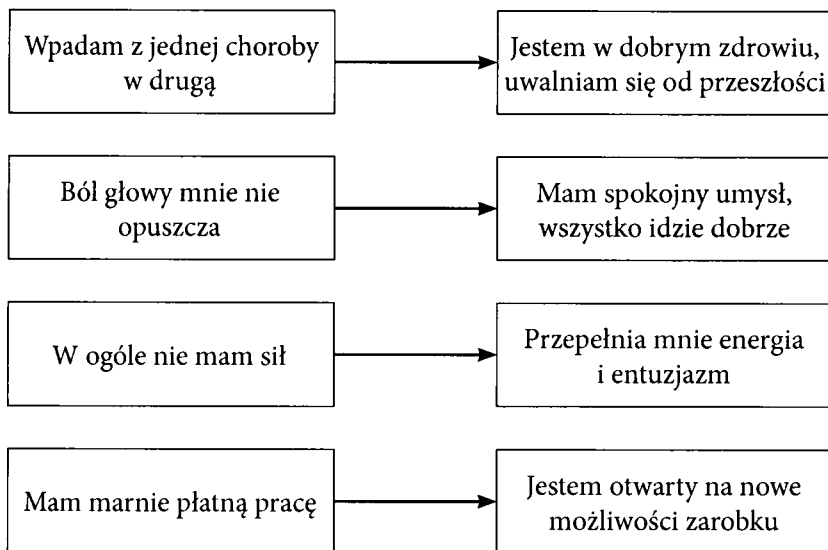 Wpadam z jednej choroby
w drugą
Jestem w dobrym zdrowiu,
uwalniam się od przeszłości
Ból głowy mnie nie
opuszcza
Mam spokojny umysł,
wszystko idzie dobrze
W ogóle nie mam sił
Przepełnia mnie energia
i entuzjazm
Mam marnie płatną pracę
Jestem otwarty na nowe
możliwości zarobku